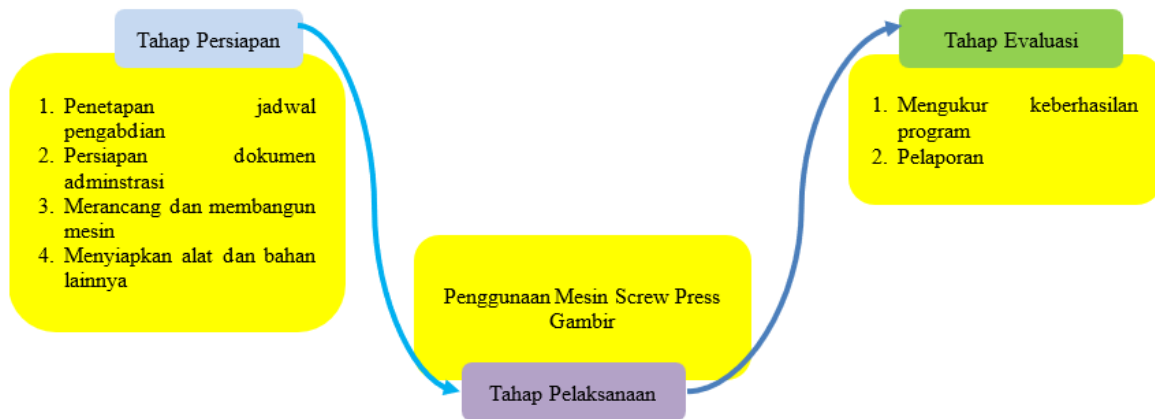 Tahap Persiapan
1. Penetapan jadwal
pengabdian
2. Persiapan dokumen
adminstrasi
3. Merancang dan membangun
mesin
4. Menyiapkan alat dan bahan
lainnya
Penggunaan Mesin Screw Press
Gambir
Tahap Pelaksanaan
Tahap Evaluasi
1. Mengukur keberhasilan
program
2. Pelaporan